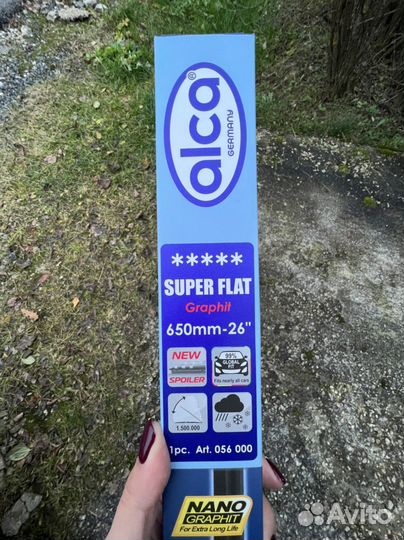 alca®
GERMANY
*****
SUPER FLAT
Graphit
650mm-26"
NEW
SPOILER
99%
GLOBAL
FIT
Fits nearly all cars
1.500.000
1pc. Art. 056 000
NANO
GRAPHIT
For Extra Long Life
Avito